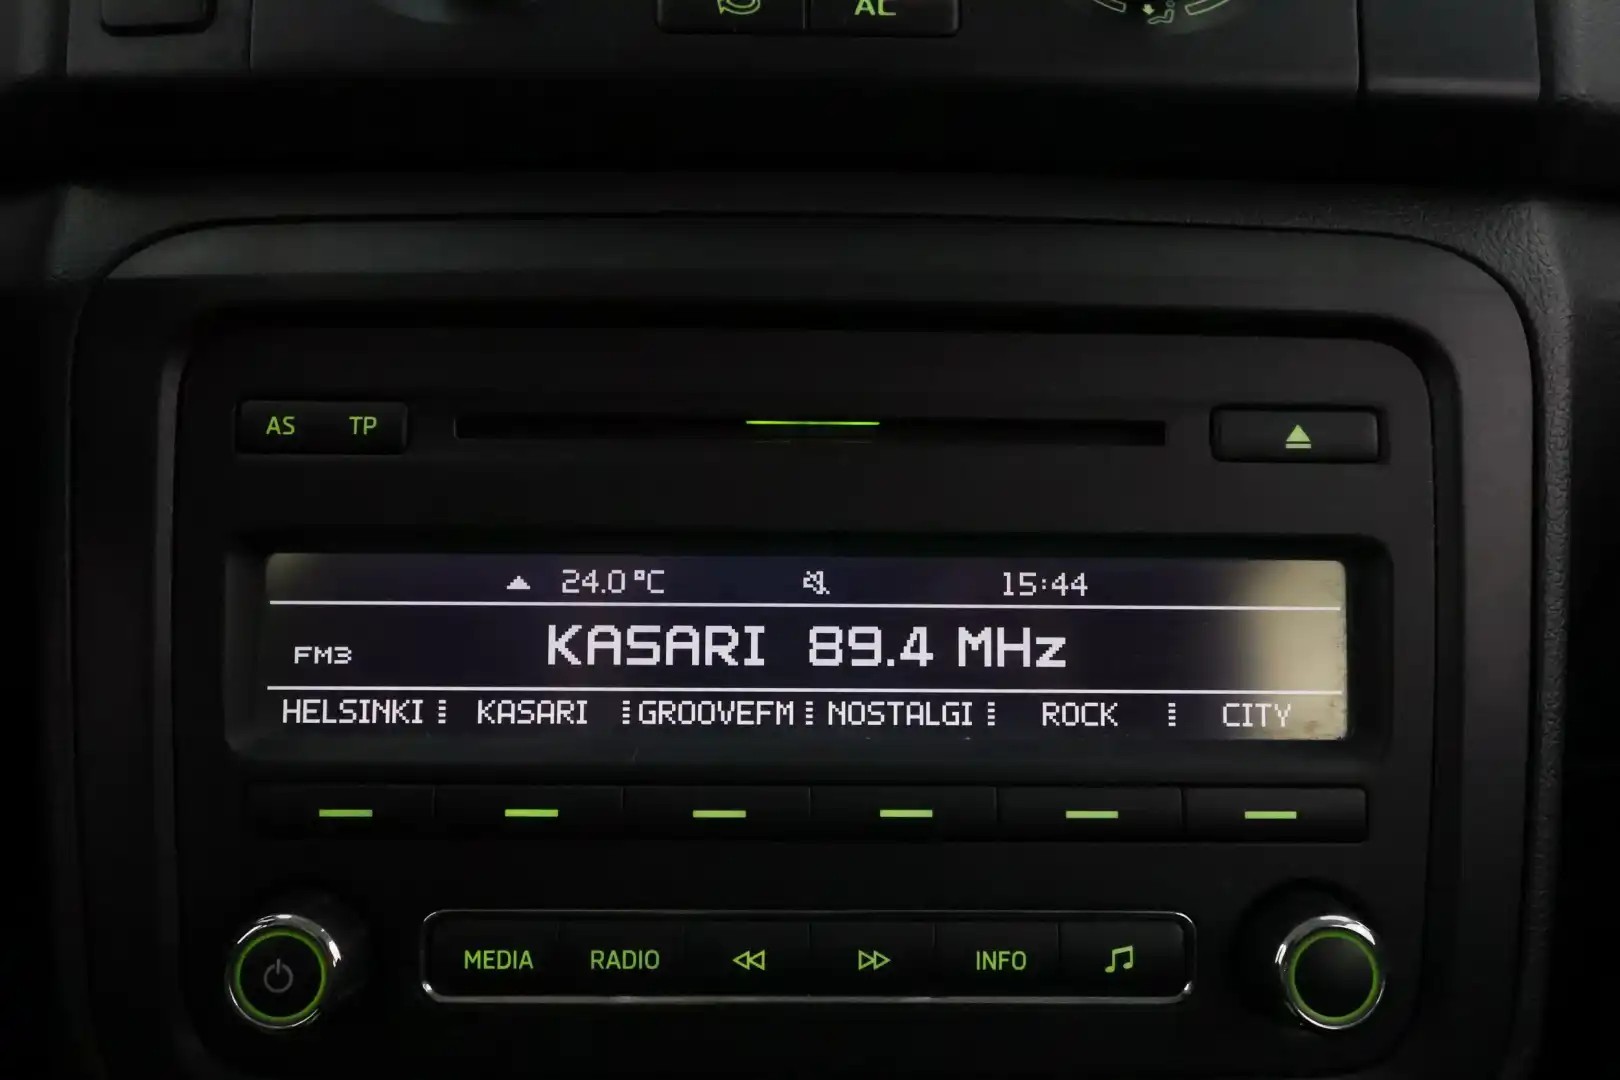 AC
AS TP
24.0°C 15:44
FM3 KASARI 89.4 MHz
HELSINKI KASARI GROOVEFM NOSTALGI ROCK CITY
MEDIA RADIO INFO